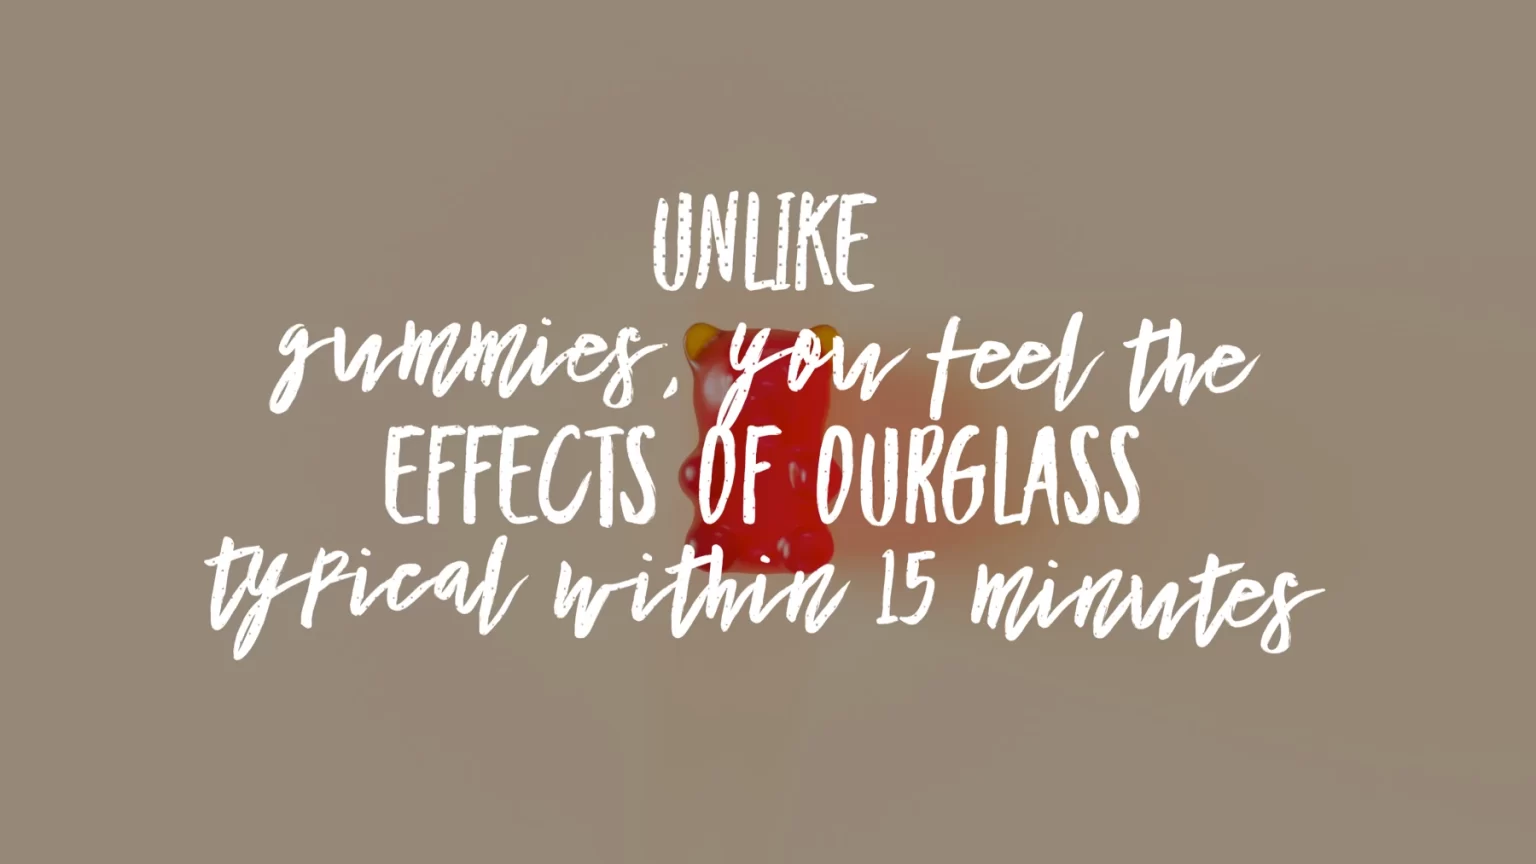 UNLIKE
gummies, you feel the
EFFECTS OF OURGLASS
typical within 15 minutes